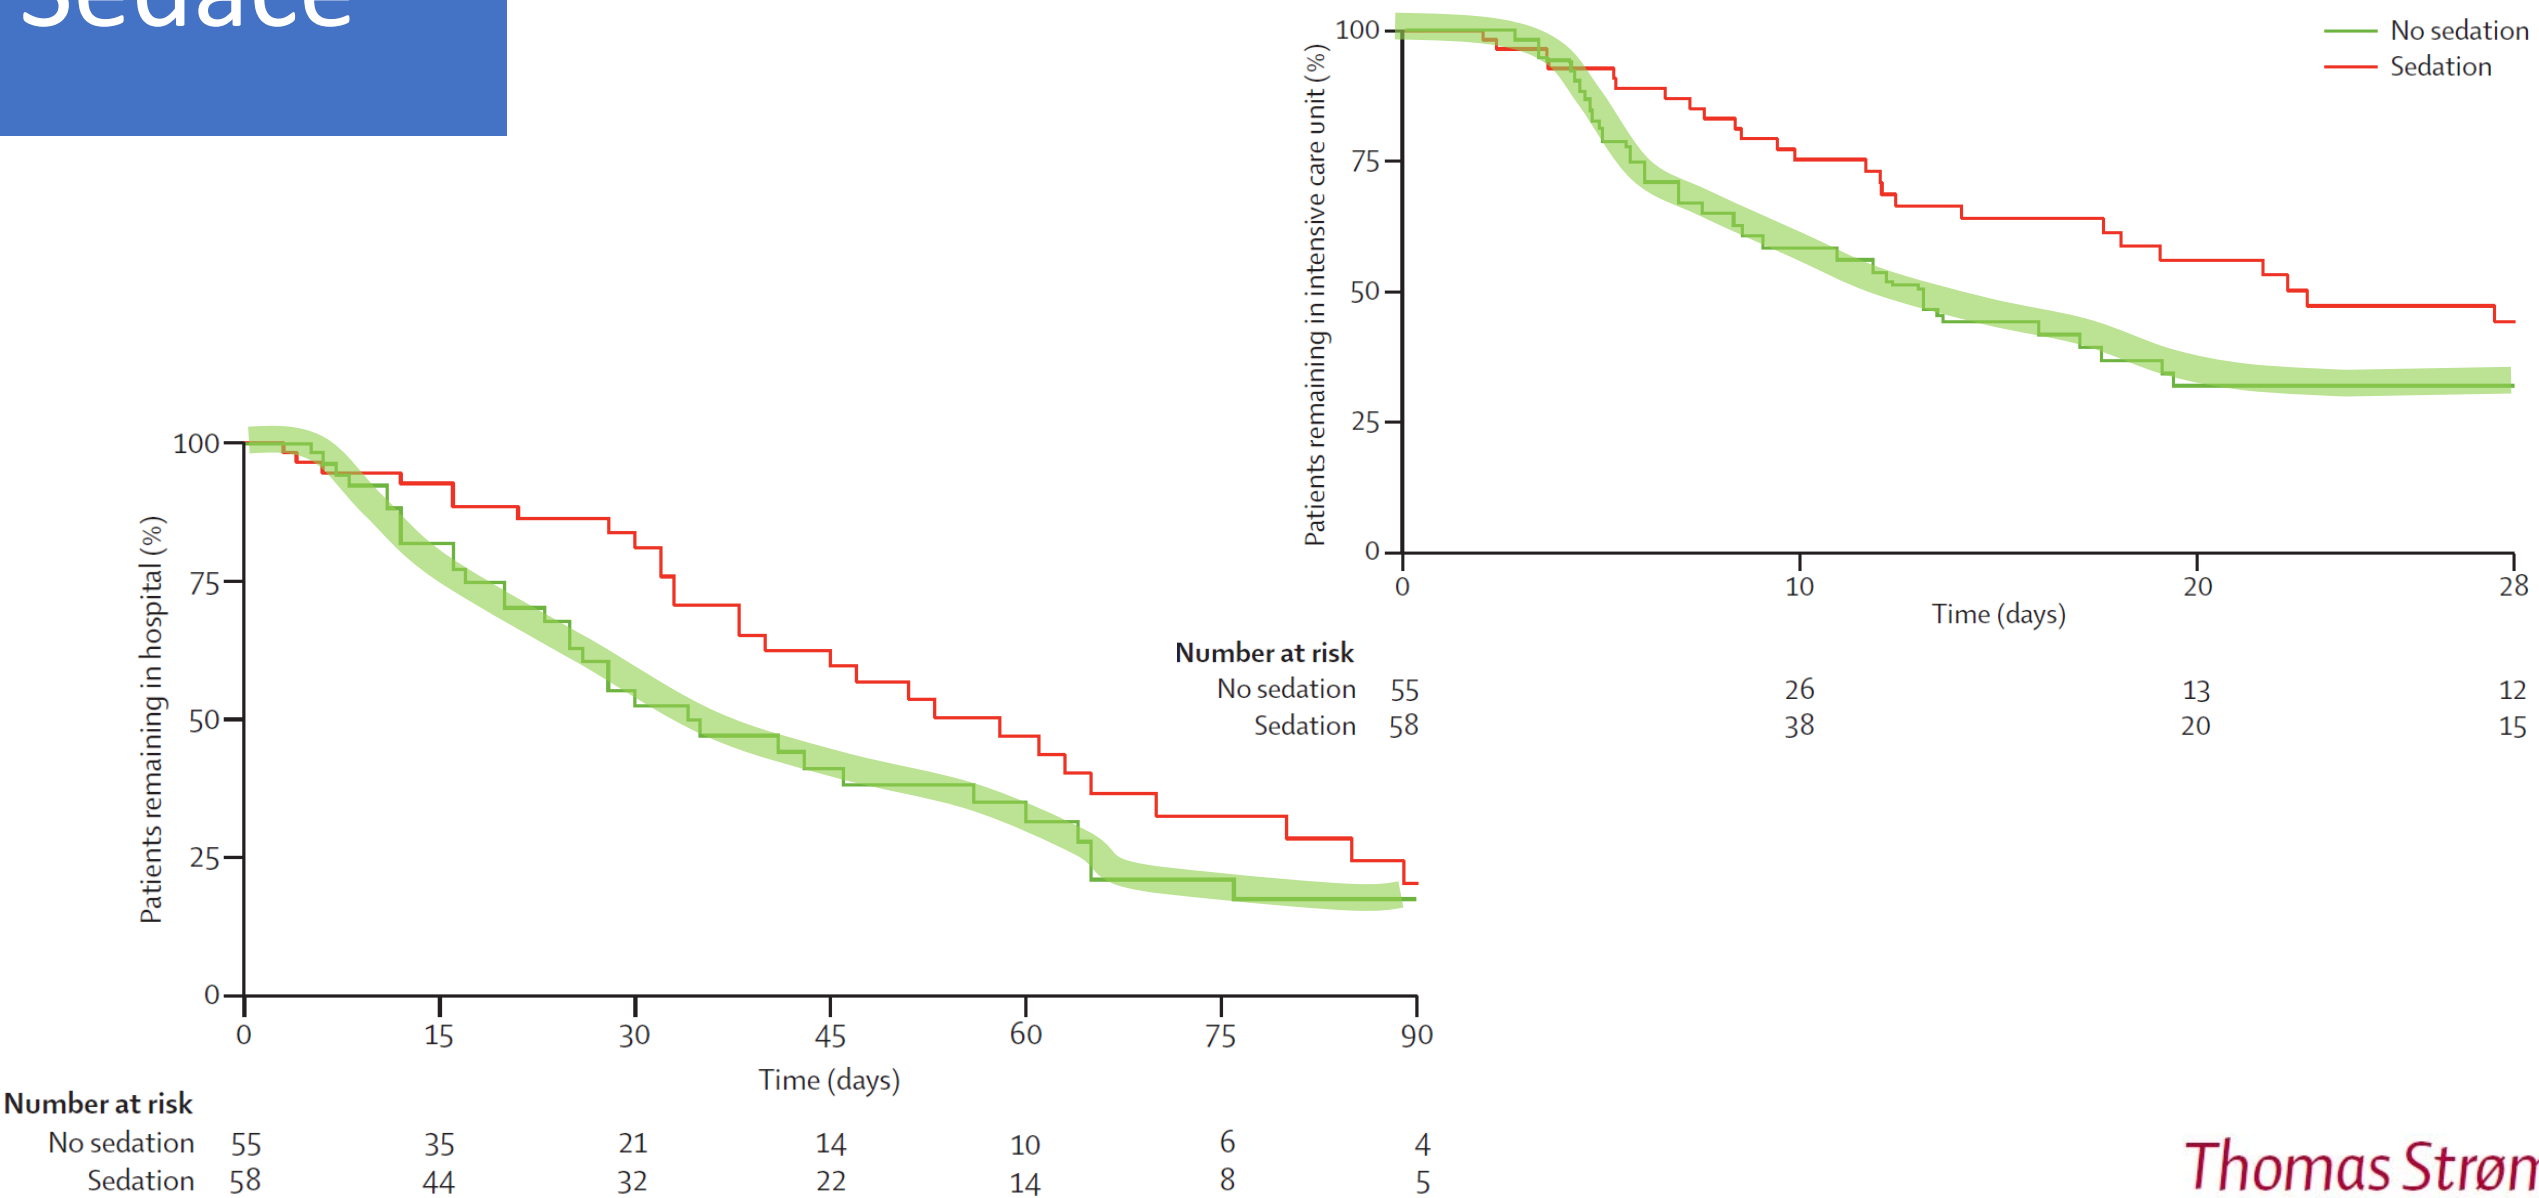 Sedace
No sedation
Sedation
Patients remaining in intensive care unit (%)
100
75
50
25
0
0 10 20 28
Time (days)
Number at risk
No sedation 55 26 13 12
Sedation 58 38 20 15
Patients remaining in hospital (%)
100
75
50
25
0
0 15 30 45 60 75 90
Time (days)
Number at risk
No sedation 55 35 21 14 10 6 4
Sedation 58 44 32 22 14 8 5
Thomas Strøm